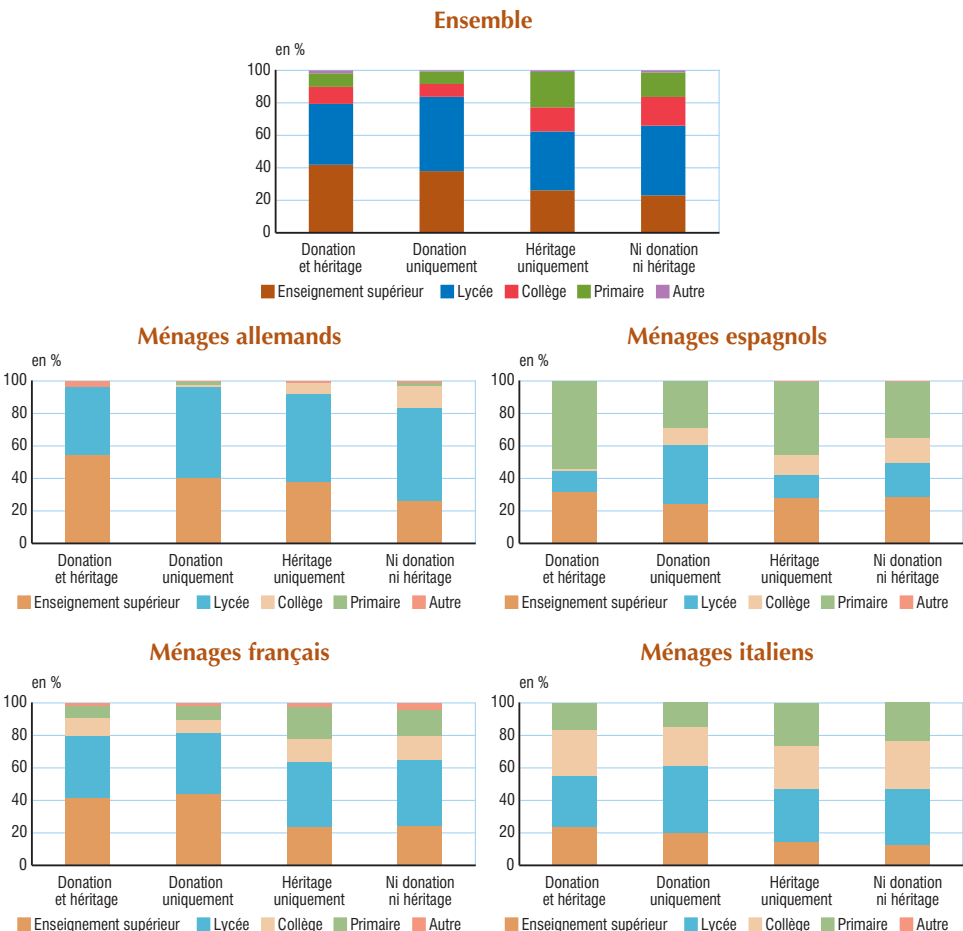 Ensemble
en %
100
80
60
40
20
0
Donation et héritage
Donation uniquement
Héritage uniquement
Ni donation ni héritage
Enseignement supérieur Lycée Collège Primaire Autre
Ménages allemands
en %
100
80
60
40
20
0
Donation et héritage
Donation uniquement
Héritage uniquement
Ni donation ni héritage
Enseignement supérieur Lycée Collège Primaire Autre
Ménages espagnols
en %
100
80
60
40
20
0
Donation et héritage
Donation uniquement
Héritage uniquement
Ni donation ni héritage
Enseignement supérieur Lycée Collège Primaire Autre
Ménages français
en %
100
80
60
40
20
0
Donation et héritage
Donation uniquement
Héritage uniquement
Ni donation ni héritage
Enseignement supérieur Lycée Collège Primaire Autre
Ménages italiens
en %
100
80
60
40
20
0
Donation et héritage
Donation uniquement
Héritage uniquement
Ni donation ni héritage
Enseignement supérieur Lycée Collège Primaire Autre